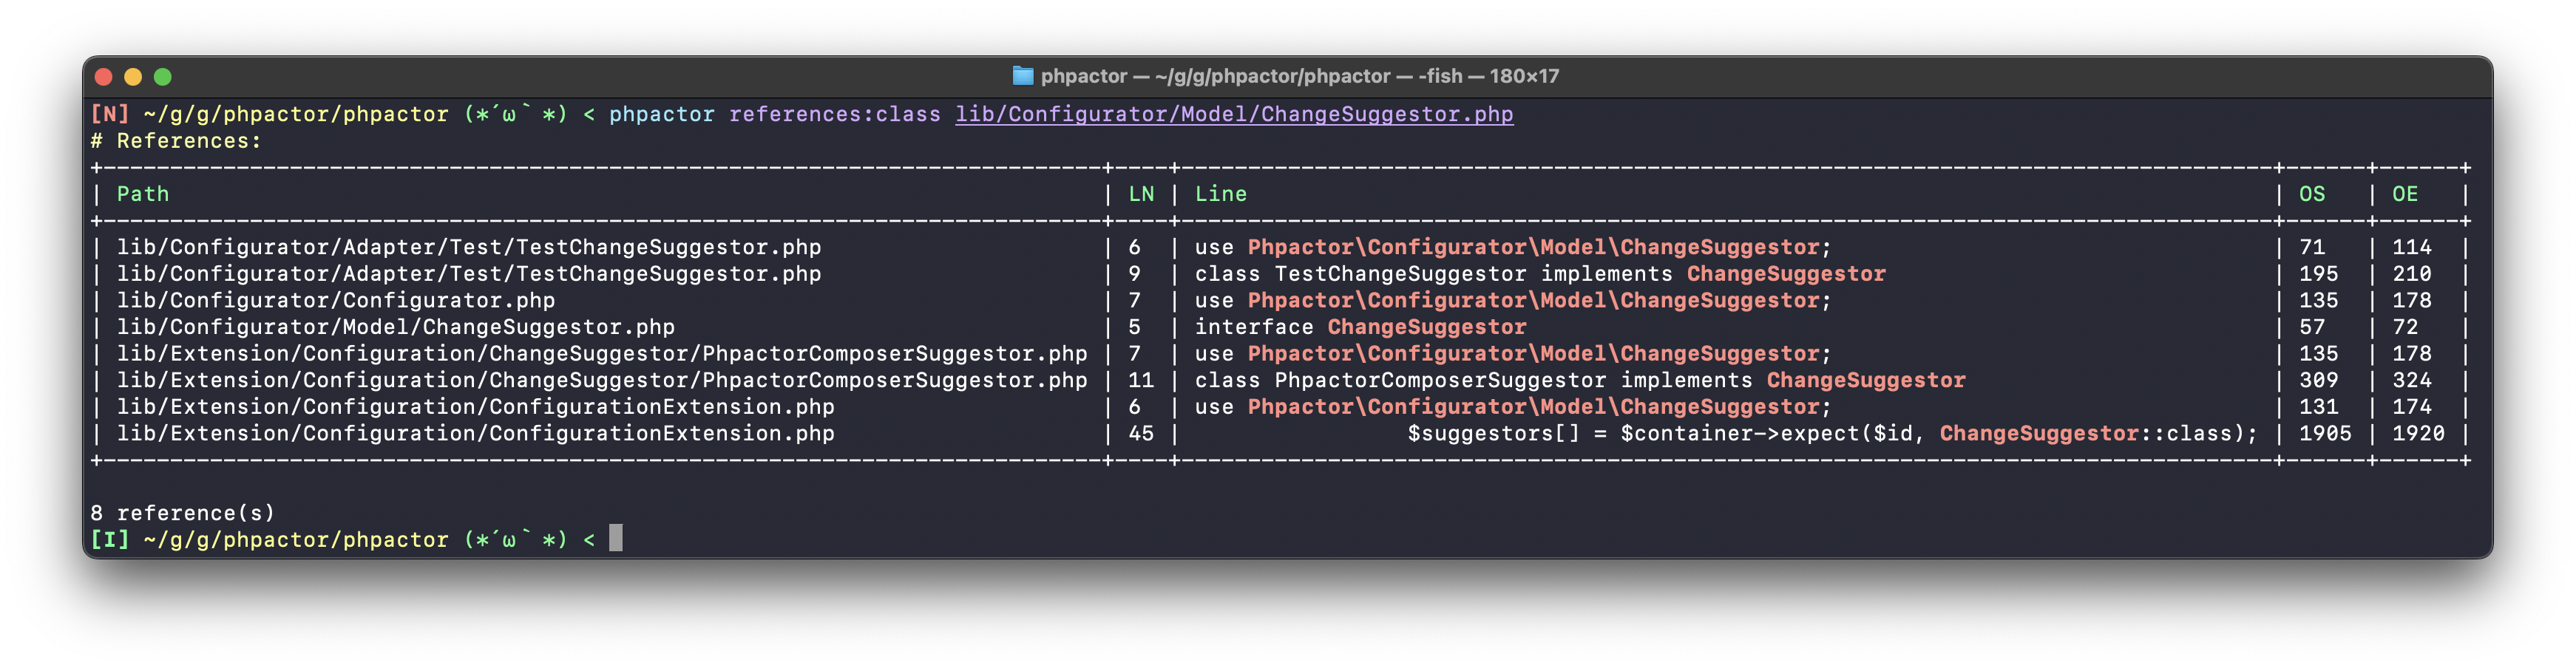 phpactor — ~/g/g/phpactor/phpactor — -fish — 180×17
[N] ~/g/g/phpactor/phpactor (*´ω`*) < phpactor references:class lib/Configurator/Model/ChangeSuggestor.php
# References:
+---------------------------------------------------------------------------+----+----------------------------------------------------------------------------------+------+------+
| Path                                                                      | LN | Line                                                                             | OS   | OE   |
+---------------------------------------------------------------------------+----+----------------------------------------------------------------------------------+------+------+
| lib/Configurator/Adapter/Test/TestChangeSuggestor.php                     | 6  | use Phpactor\Configurator\Model\ChangeSuggestor;                                 | 71   | 114  |
| lib/Configurator/Adapter/Test/TestChangeSuggestor.php                     | 9  | class TestChangeSuggestor implements ChangeSuggestor                             | 195  | 210  |
| lib/Configurator/Configurator.php                                         | 7  | use Phpactor\Configurator\Model\ChangeSuggestor;                                 | 135  | 178  |
| lib/Configurator/Model/ChangeSuggestor.php                                | 5  | interface ChangeSuggestor                                                        | 57   | 72   |
| lib/Extension/Configuration/ChangeSuggestor/PhpactorComposerSuggestor.php | 7  | use Phpactor\Configurator\Model\ChangeSuggestor;                                 | 135  | 178  |
| lib/Extension/Configuration/ChangeSuggestor/PhpactorComposerSuggestor.php | 11 | class PhpactorComposerSuggestor implements ChangeSuggestor                       | 309  | 324  |
| lib/Extension/Configuration/ConfigurationExtension.php                    | 6  | use Phpactor\Configurator\Model\ChangeSuggestor;                                 | 131  | 174  |
| lib/Extension/Configuration/ConfigurationExtension.php                    | 45 |                 $suggestors[] = $container->expect($id, ChangeSuggestor::class); | 1905 | 1920 |
+---------------------------------------------------------------------------+----+----------------------------------------------------------------------------------+------+------+
8 reference(s)
[I] ~/g/g/phpactor/phpactor (*´ω`*) <